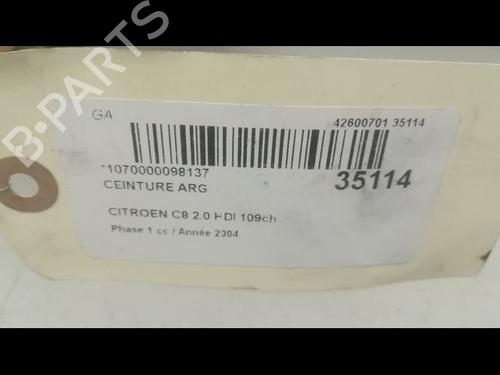 GA
42600701 35114
*1070000098137
35114
CEINTURE ARG
CITROEN C8 2.0 HDI 109ch
Phase 1 cc / Année 2004
B-PARTS